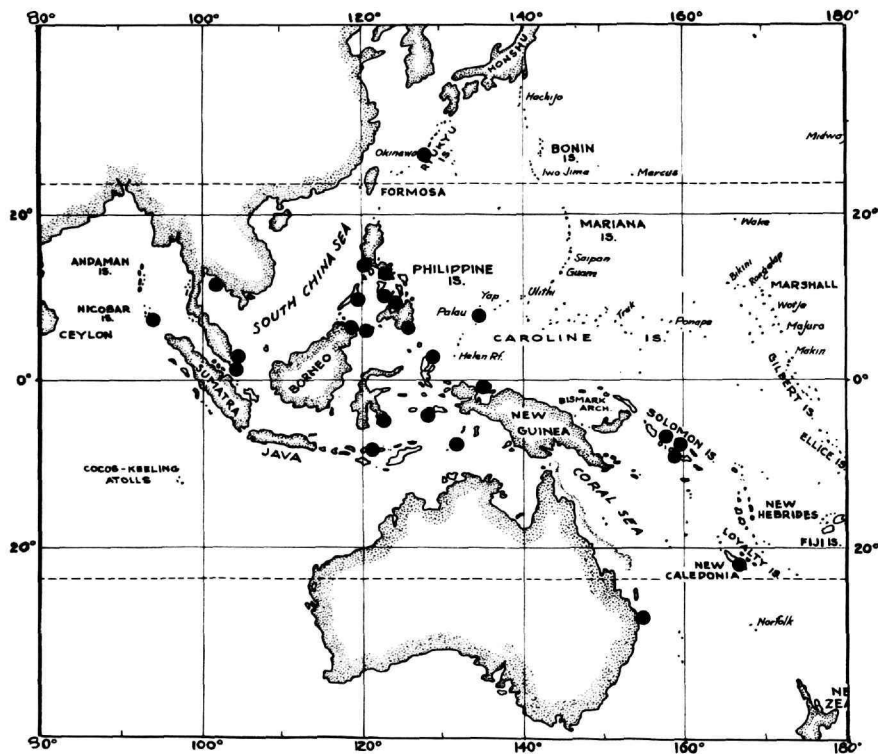 80°
100°
120°
140°
160°
180°
HONSHU
Hachijo
Okinawa
RYUKYU
IS.
BONIN
IS.
Iwo Jima
Marcus
FORMOSA
20°
20°
MARIANA
IS.
Saipan
Guam
Wake
SOUTH CHINA SEA
ANDAMAN
IS.
NICOBAR
IS.
CEYLON
PHILIPPINE
IS.
Palau
Yap
Ulithi
Truk
Ponape
CAROLINE IS.
Helen Rf.
Bikini
Rongelap
MARSHALL
Wotje
Majuro
Makin
GILBERT IS.
ELLICE IS.
SUMATRA
BORNEO
0°
0°
NEW
GUINEA
BISMARK
ARCH.
SOLOMON IS.
JAVA
COCOS-KEELING
ATOLLS
CORAL SEA
NEW
HEBRIDES
FIJI IS.
LOYALTY IS.
NEW
CALEDONIA
20°
20°
Norfolk
90°
100°
120°
140°
160°
180°